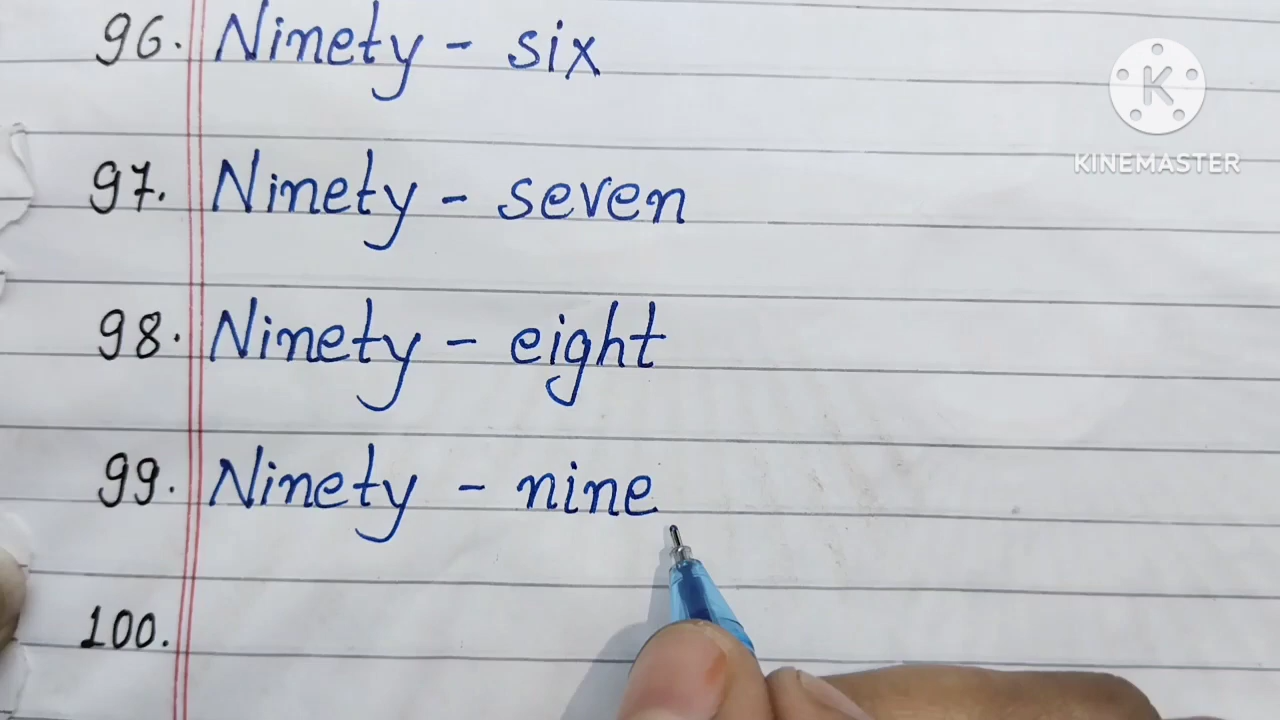 96. Ninety - six
K
KINEMASTER
97. Ninety - seven
98. Ninety - eight
99. Ninety - nine
100.